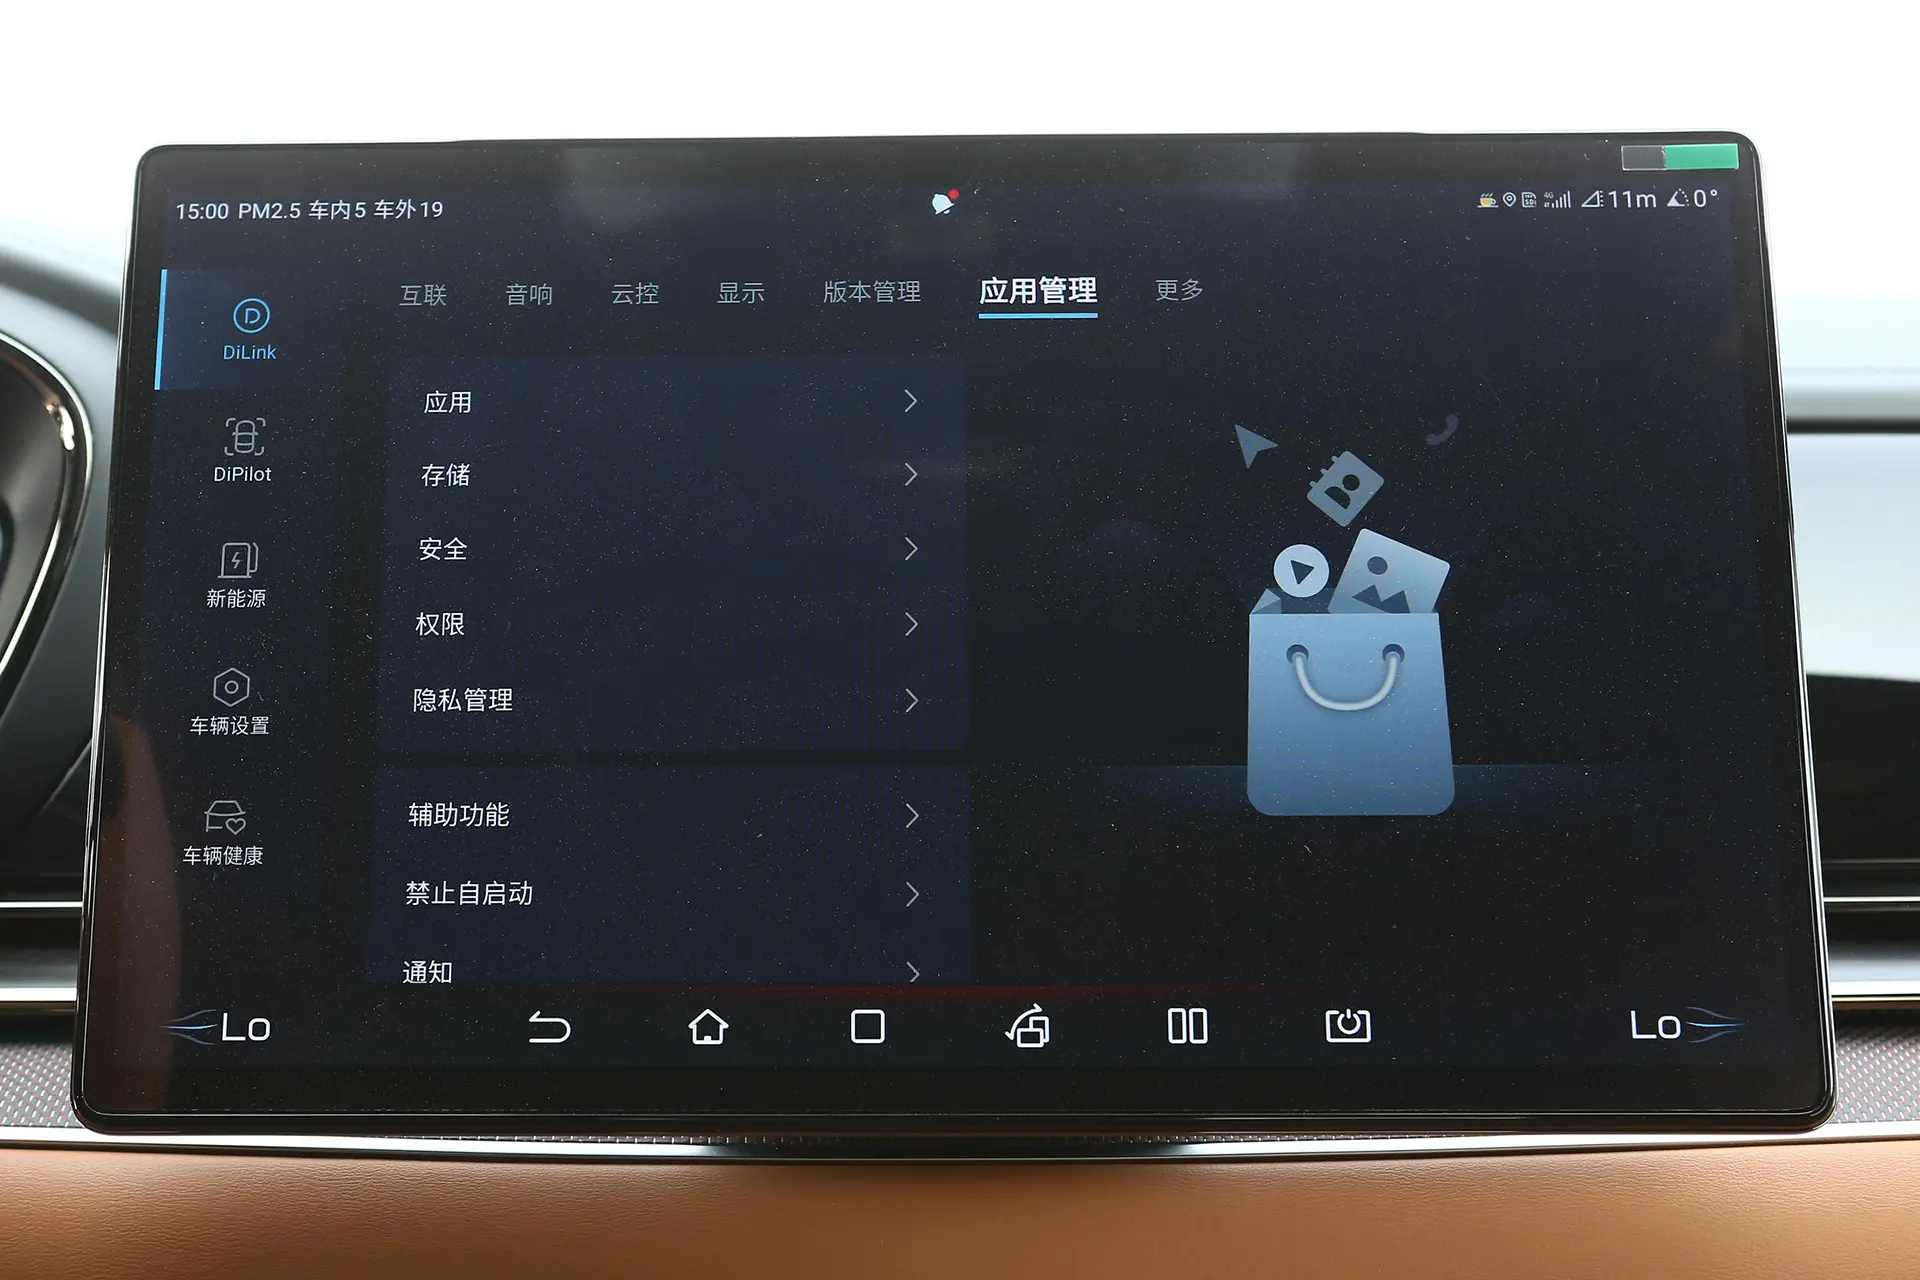 15:00 PM2.5 车内5 车外19
4G 11m 0°
互联 音响 云控 显示 版本管理 应用管理 更多
DiLink
DiPilot
新能源
车辆设置
车辆健康
应用
存储
安全
权限
隐私管理
辅助功能
禁止自启动
通知
Lo
Lo